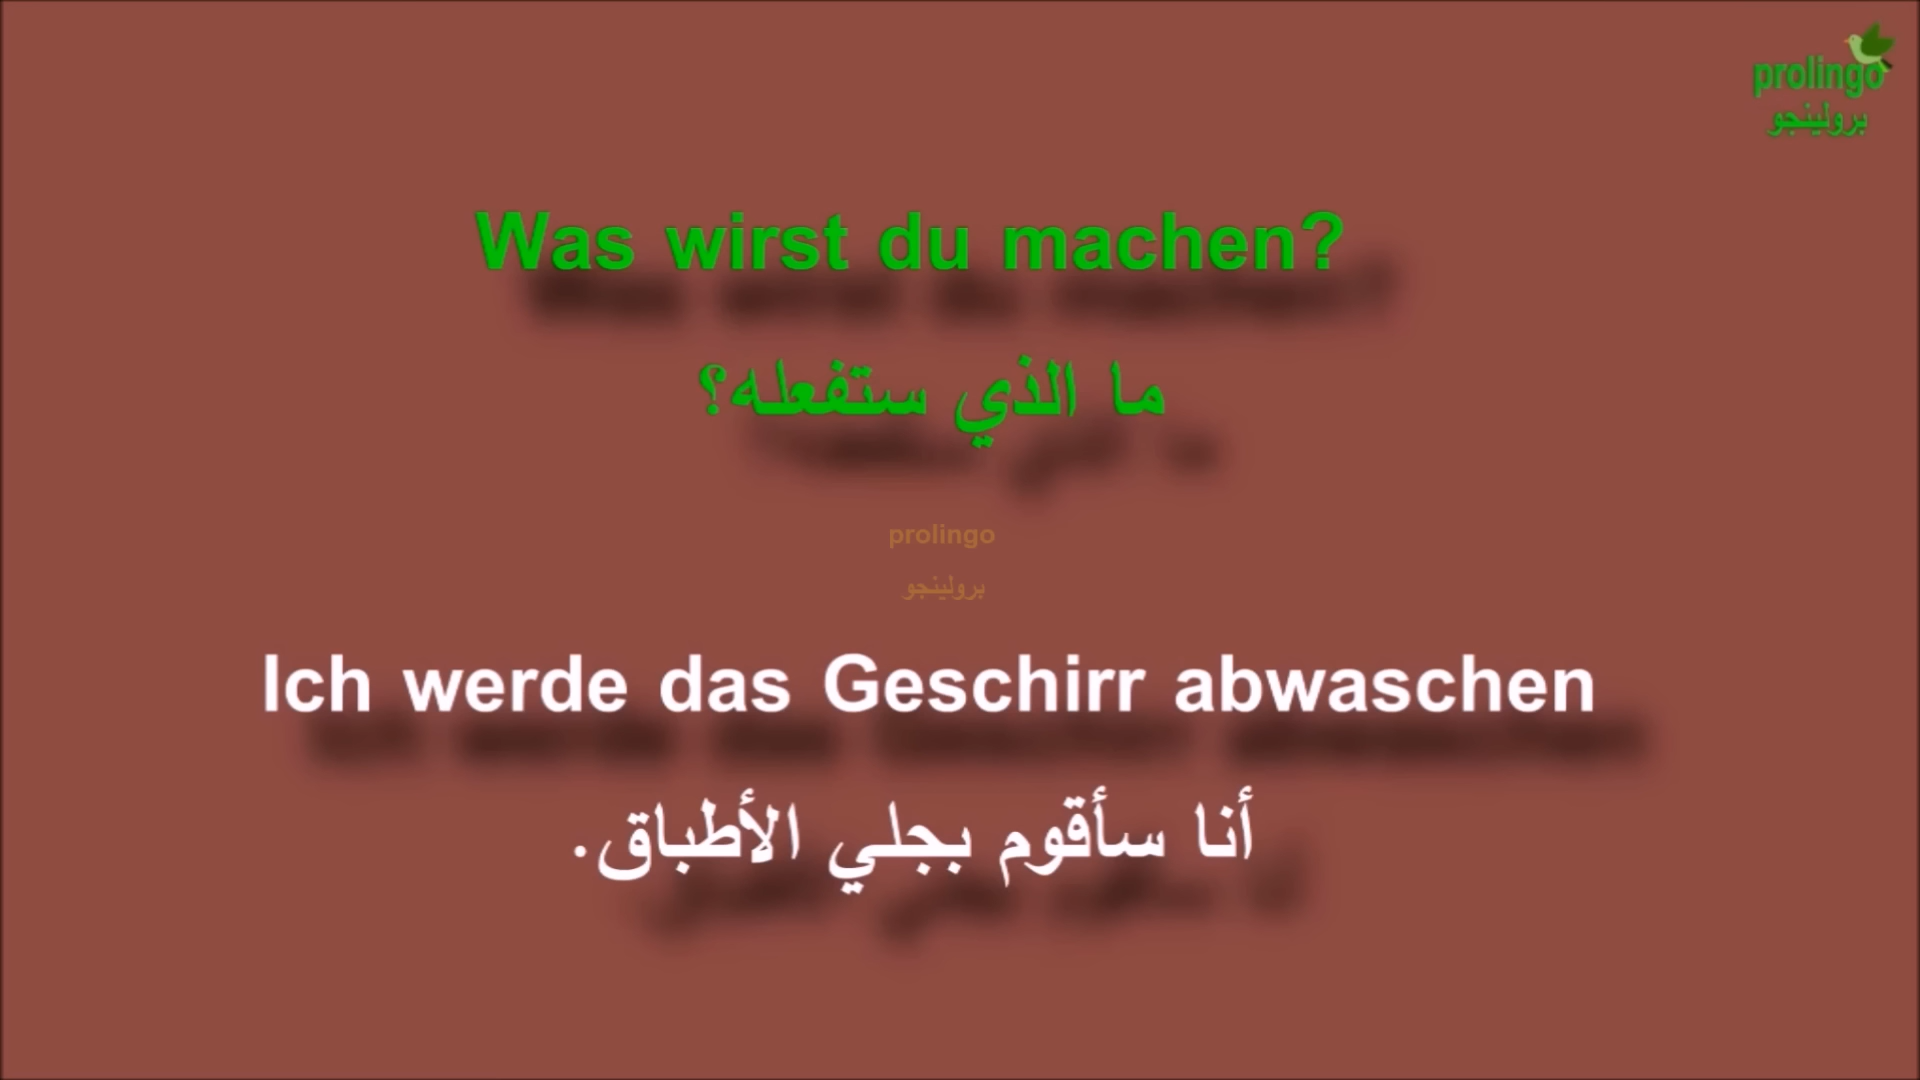 prolingo
برولينجو
Was wirst du machen?
ما الذي ستفعله؟
prolingo
برولينجو
Ich werde das Geschirr abwaschen
أنا سأقوم بجلي الأطباق.